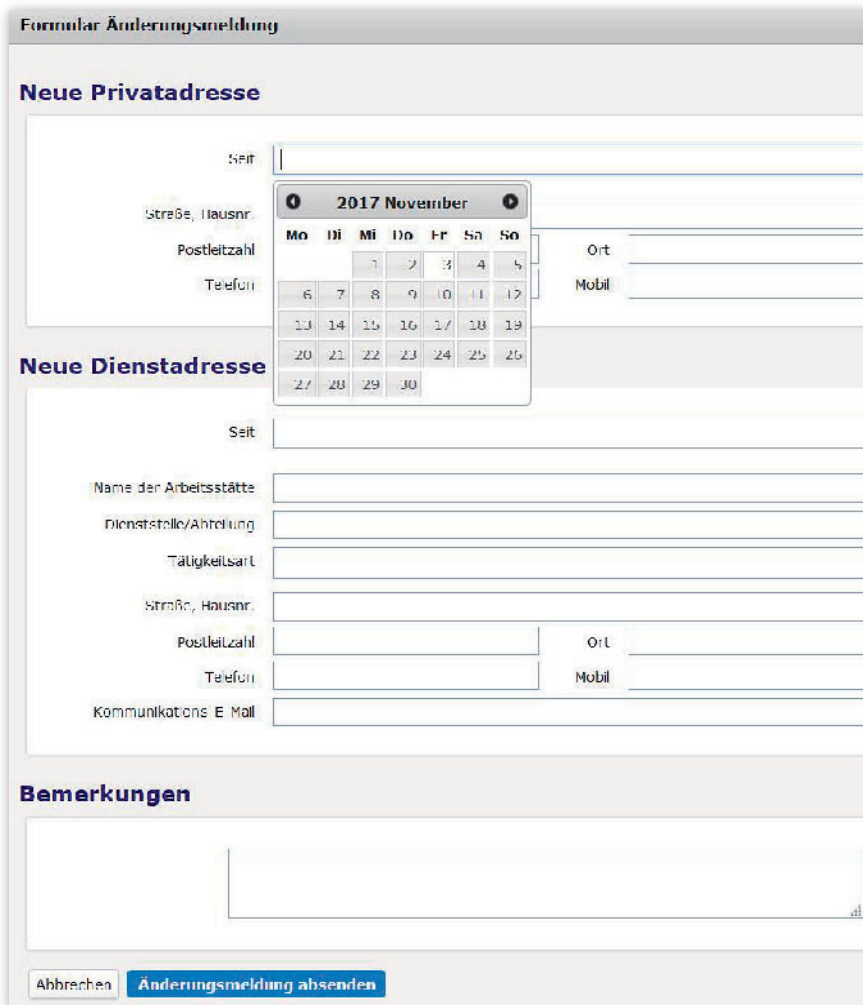 Formular Änderungsmeldung
Neue Privatadresse
Seit
2017 November
Mo Di Mi Do Fr Sa So
1 2 3 4 5
Straße, Hausnr.
Postleitzahl Ort
Telefon Mobil
6 7 8 9 10 11 12
13 14 15 16 17 18 19
20 21 22 23 24 25 26
27 28 29 30
Neue Dienstadresse
Seit
Name der Arbeitsstätte
Dienststelle/Abteilung
Tätigkeitsart
Straße, Hausnr.
Postleitzahl Ort
Telefon Mobil
Kommunikations-E-Mail
Bemerkungen
Abbrechen Änderungsmeldung absenden